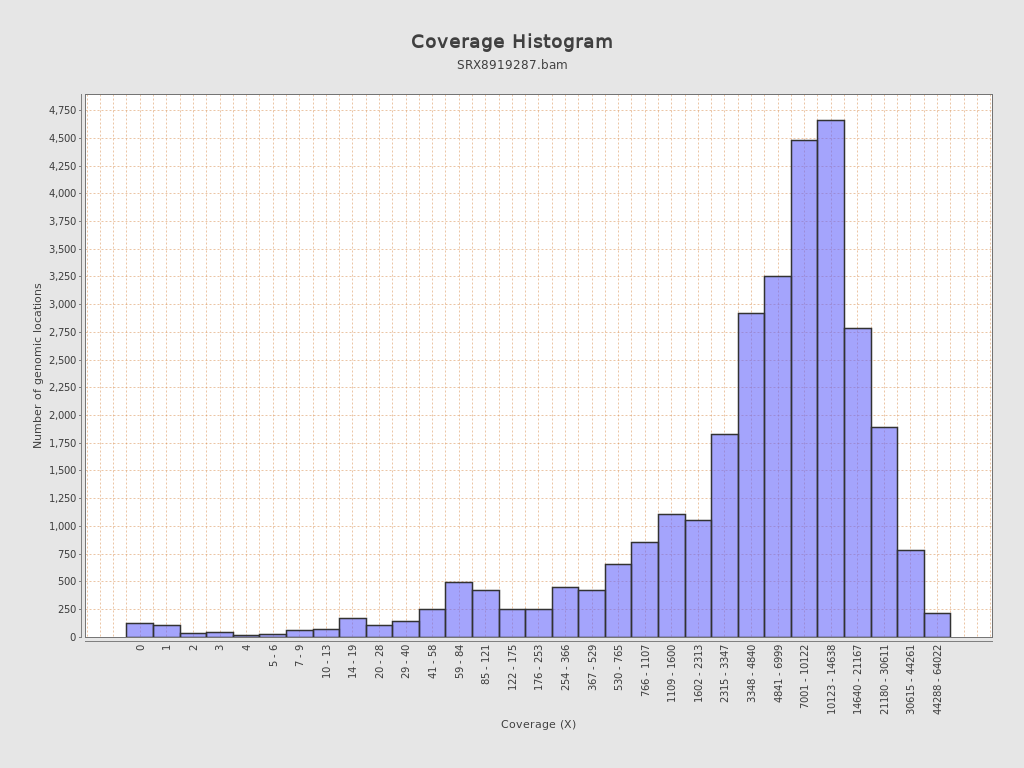 Coverage Histogram
SRX8919287.bam
Number of genomic locations
4,750
4,500
4,250
4,000
3,750
3,500
3,250
3,000
2,750
2,500
2,250
2,000
1,750
1,500
1,250
1,000
750
500
250
0
0
1
2
3
4
5 - 6
7 - 9
10 - 13
14 - 19
20 - 28
29 - 40
41 - 58
59 - 84
85 - 121
122 - 175
176 - 253
254 - 366
367 - 529
530 - 765
766 - 1107
1109 - 1600
1602 - 2313
2315 - 3347
3348 - 4840
4841 - 6999
7001 - 10122
10123 - 14638
14640 - 21167
21180 - 30611
30615 - 44261
44288 - 64022
Coverage (X)